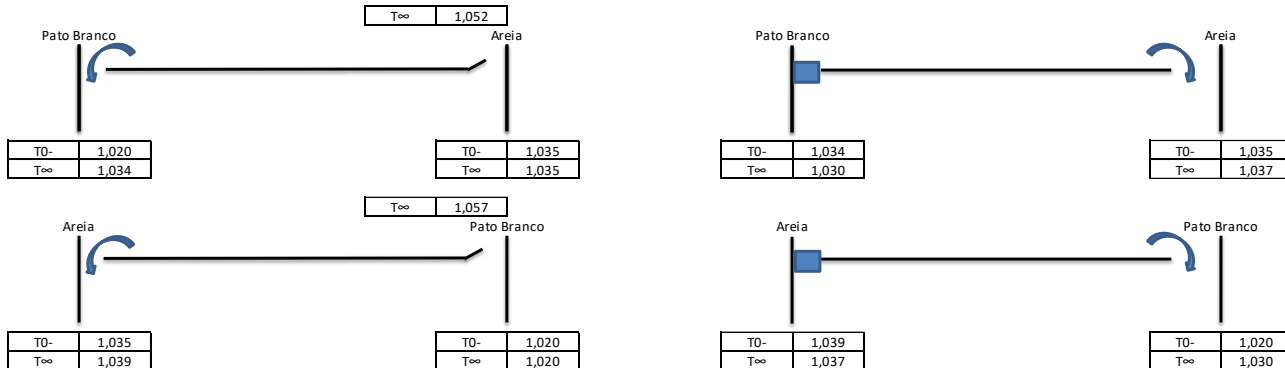 T∞ 1,052
Pato Branco Areia
T0- 1,020 T0- 1,035
T∞ 1,034 T∞ 1,035
Pato Branco Areia
T0- 1,034 T0- 1,035
T∞ 1,030 T∞ 1,037
T∞ 1,057
Areia Pato Branco
T0- 1,035 T0- 1,020
T∞ 1,039 T∞ 1,020
Areia Pato Branco
T0- 1,039 T0- 1,020
T∞ 1,037 T∞ 1,030